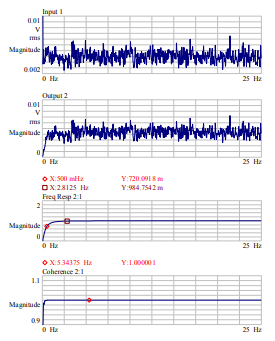 Input 1
0.01
V
rms
Magnitude
0.002
0 Hz 25 Hz
Output 2
0.01
V
rms
Magnitude
0
0 Hz 25 Hz
X:500 mHz Y:720.0918 m
X:2.8125 Hz Y:984.7542 m
Freq Resp 2:1
2
Magnitude
0
0 Hz 25 Hz
X:5.34375 Hz Y:1.000001
Coherence 2:1
1.1
Magnitude
0.9
0 Hz 25 Hz